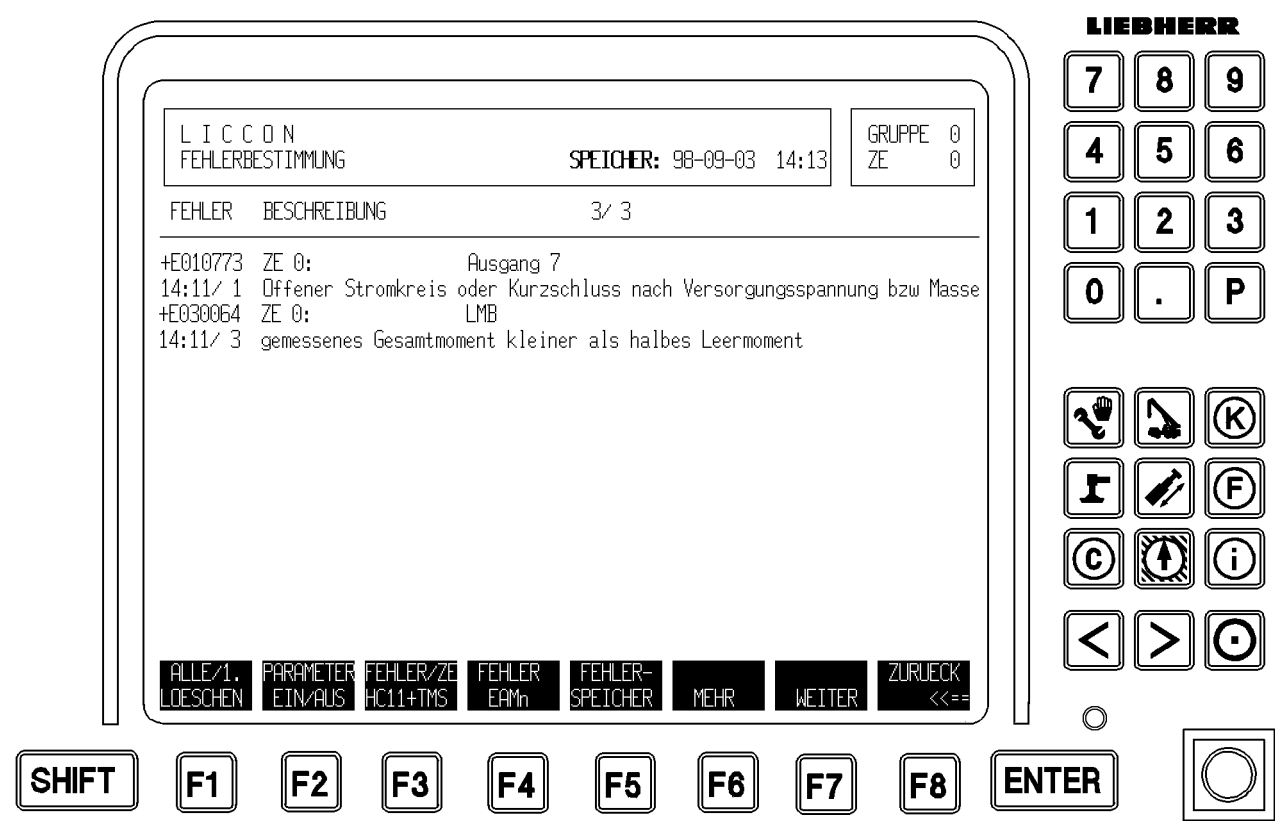 LIEBHERR
L I C C O N
FEHLERBESTIMMUNG SPEICHER: 98-09-03 14:13
GRUPPE 0
ZE 0
FEHLER BESCHREIBUNG 3/ 3
+E010773 ZE 0: Ausgang 7
14:11/ 1 Offener Stromkreis oder Kurzschluss nach Versorgungsspannung bzw Masse
+E030064 ZE 0: LMB
14:11/ 3 gemessenes Gesamtmoment kleiner als halbes Leermoment
ALLE/1. PARAMETER FEHLER/ZE FEHLER FEHLER- ZURUECK
LOESCHEN EIN/AUS HC11+TMS EAMn SPEICHER MEHR WEITER <<==
7 8 9
4 5 6
1 2 3
0 . P
K
F
C i
< >
SHIFT F1 F2 F3 F4 F5 F6 F7 F8 ENTER